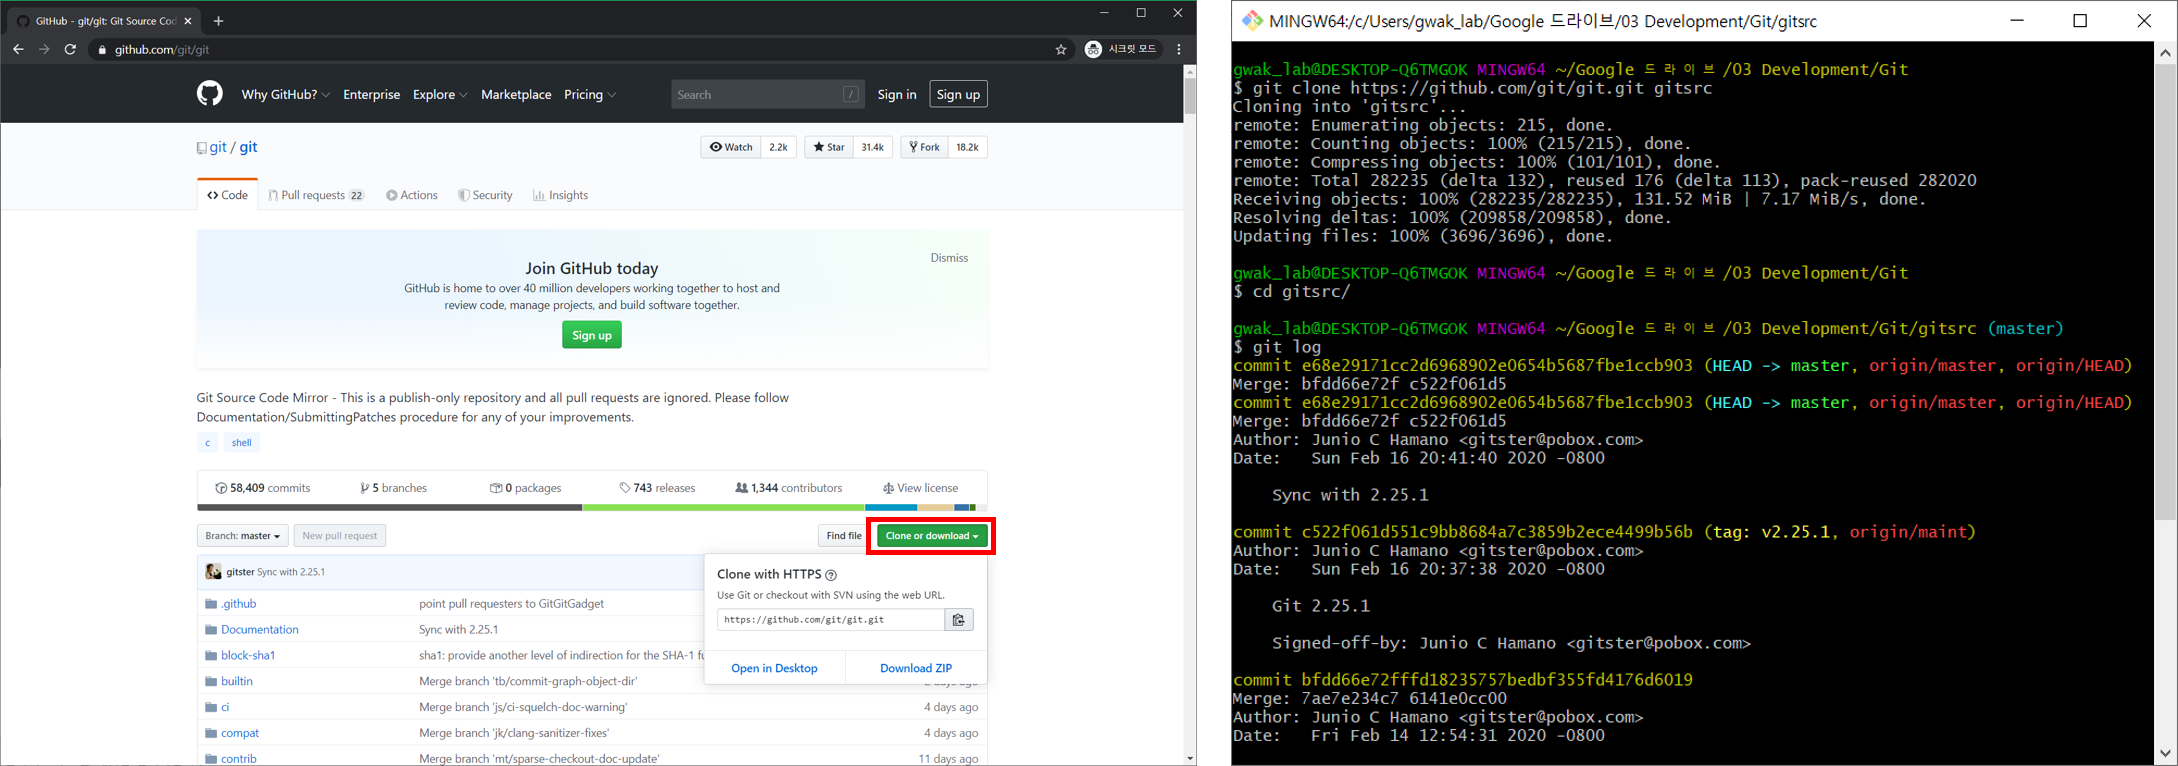 GitHub - git/git: Git Source Cod
github.com/git/git
시크릿 모드
Why GitHub? Enterprise Explore Marketplace Pricing Search / Sign in Sign up
git / git
Watch 2.2k Star 31.4k Fork 18.2k
Code Pull requests 22 Actions Security Insights
Dismiss
Join GitHub today
GitHub is home to over 40 million developers working together to host and
review code, manage projects, and build software together.
Sign up
Git Source Code Mirror - This is a publish-only repository and all pull requests are ignored. Please follow
Documentation/SubmittingPatches procedure for any of your improvements.
c shell
58,409 commits 5 branches 0 packages 743 releases 1,344 contributors View license
Branch: master New pull request Find file Clone or download
gitster Sync with 2.25.1
Clone with HTTPS
Use Git or checkout with SVN using the web URL.
https://github.com/git/git.git
Open in Desktop Download ZIP
.github point pull requesters to GitGitGadget
Documentation Sync with 2.25.1
block-sha1 sha1: provide another level of indirection for the SHA-1 fu
builtin Merge branch 'tb/commit-graph-object-dir' 2 days ago
ci Merge branch 'js/ci-squelch-doc-warning' 4 days ago
compat Merge branch 'jk/clang-sanitizer-fixes' 4 days ago
contrib Merge branch 'mt/sparse-checkout-doc-update' 11 days ago
MINGW64:/c/Users/gwak_lab/Google 드라이브/03 Development/Git/gitsrc
gwak_lab@DESKTOP-Q6TMGOK MINGW64 ~/Google 드라이브/03 Development/Git
$ git clone https://github.com/git/git.git gitsrc
Cloning into 'gitsrc'...
remote: Enumerating objects: 215, done.
remote: Counting objects: 100% (215/215), done.
remote: Compressing objects: 100% (101/101), done.
remote: Total 282235 (delta 132), reused 176 (delta 113), pack-reused 282020
Receiving objects: 100% (282235/282235), 131.52 MiB | 7.17 MiB/s, done.
Resolving deltas: 100% (209858/209858), done.
Updating files: 100% (3696/3696), done.
gwak_lab@DESKTOP-Q6TMGOK MINGW64 ~/Google 드라이브/03 Development/Git
$ cd gitsrc/
gwak_lab@DESKTOP-Q6TMGOK MINGW64 ~/Google 드라이브/03 Development/Git/gitsrc (master)
$ git log
commit e68e29171cc2d6968902e0654b5687fbe1ccb903 (HEAD -> master, origin/master, origin/HEAD)
Merge: bfdd66e72f c522f061d5
commit e68e29171cc2d6968902e0654b5687fbe1ccb903 (HEAD -> master, origin/master, origin/HEAD)
Merge: bfdd66e72f c522f061d5
Author: Junio C Hamano <gitster@pobox.com>
Date: Sun Feb 16 20:41:40 2020 -0800
Sync with 2.25.1
commit c522f061d551c9bb8684a7c3859b2ece4499b56b (tag: v2.25.1, origin/maint)
Author: Junio C Hamano <gitster@pobox.com>
Date: Sun Feb 16 20:37:38 2020 -0800
Git 2.25.1
Signed-off-by: Junio C Hamano <gitster@pobox.com>
commit bfdd66e72fffd18235757bedbf355fd4176d6019
Merge: 7ae7e234c7 6141e0cc00
Author: Junio C Hamano <gitster@pobox.com>
Date: Fri Feb 14 12:54:31 2020 -0800